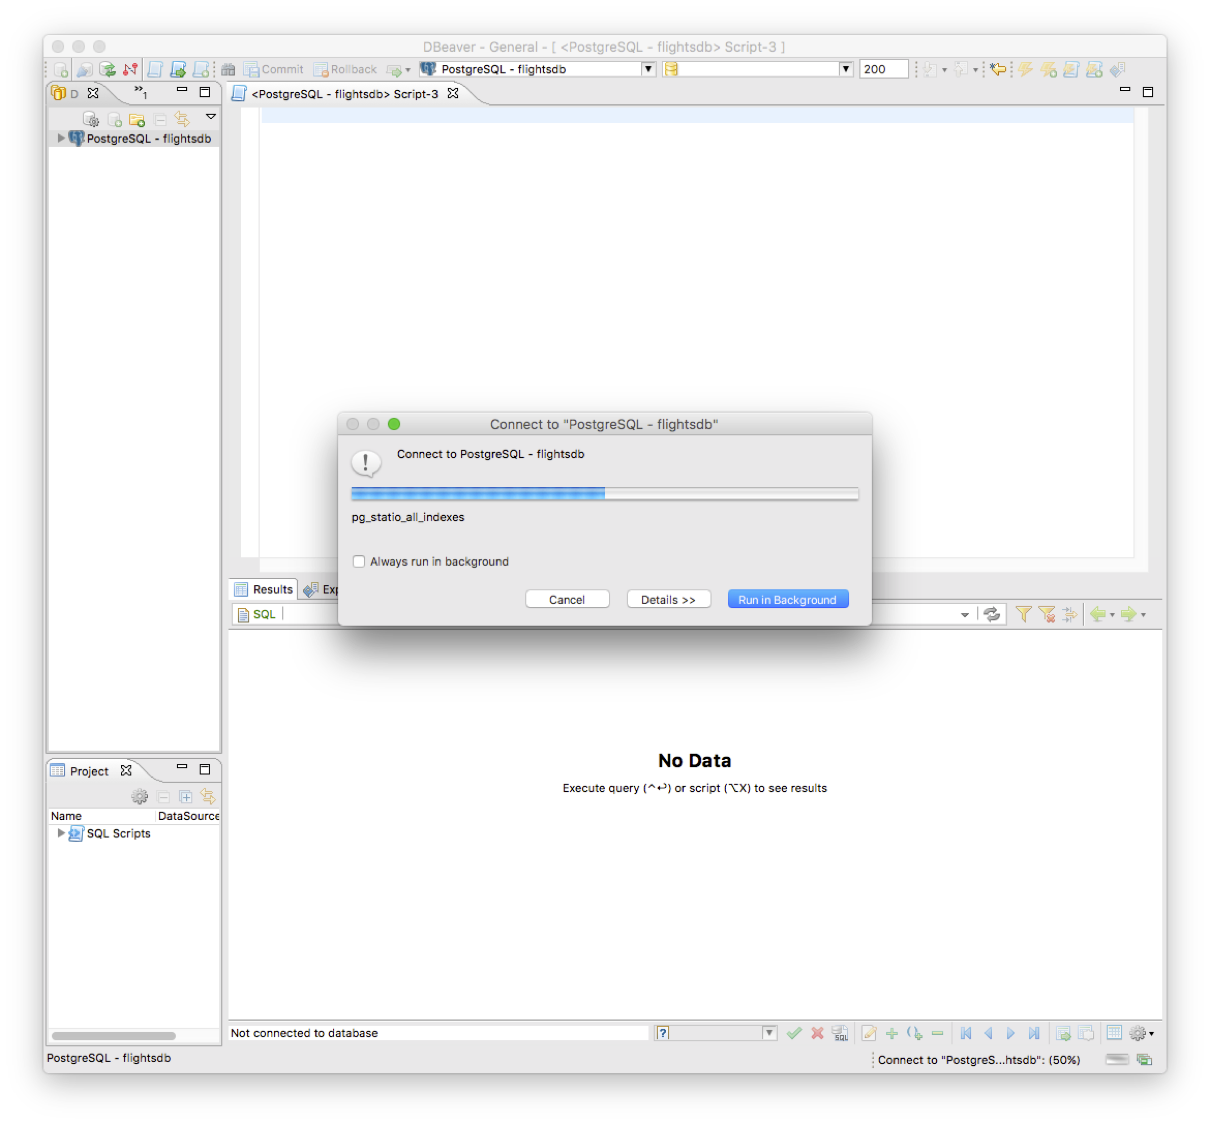 DBeaver - General - [ <PostgreSQL - flightsdb> Script-3 ]
Commit Rollback PostgreSQL - flightsdb 200
D »1 <PostgreSQL - flightsdb> Script-3
PostgreSQL - flightsdb
Connect to "PostgreSQL - flightsdb"
Connect to PostgreSQL - flightsdb
pg_statio_all_indexes
Always run in background
Cancel Details >> Run in Background
Results Exp
SQL
No Data
Execute query (^↩) or script (⌥X) to see results
Project
Name DataSource
SQL Scripts
Not connected to database
PostgreSQL - flightsdb
Connect to "PostgreS...htsdb": (50%)